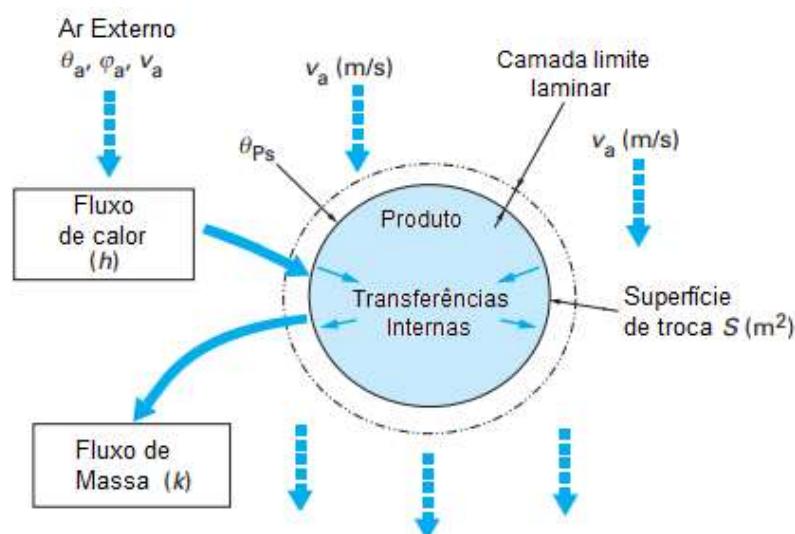 Ar Externo
θa, φa, va
va (m/s)
Camada limite
laminar
θPs
va (m/s)
Fluxo
de calor
(h)
Produto
Transferências
Internas
Superfície
de troca S (m²)
Fluxo de
Massa (k)